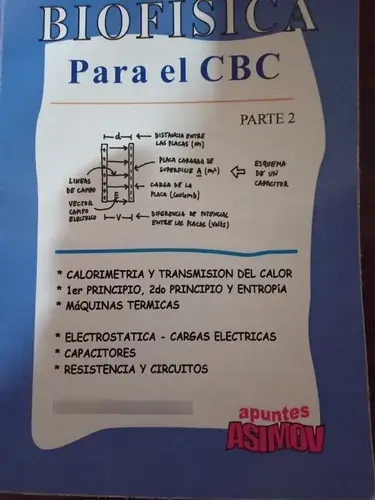 BIOFISICA
Para el CBC
PARTE 2
d
DISTANCIA ENTRE
LAS PLACAS (m)
PLACA CARGADA DE
SUPERFICIE A (m²)
ESQUEMA
DE UN
CAPACITOR
LINEAS
DE CAMPO
CARGA DE LA
PLACA (Coulomb)
VECTOR
CAMPO
ELECTRICO
E
V
DIFERENCIA DE POTENCIAL
ENTRE LAS PLACAS (Volts)
* CALORIMETRIA Y TRANSMISION DEL CALOR
* 1er PRINCIPIO, 2do PRINCIPIO Y ENTROPíA
* MáQUINAS TERMICAS
* ELECTROSTATICA - CARGAS ELECTRICAS
* CAPACITORES
* RESISTENCIA Y CIRCUITOS
apuntes
ASIMOV